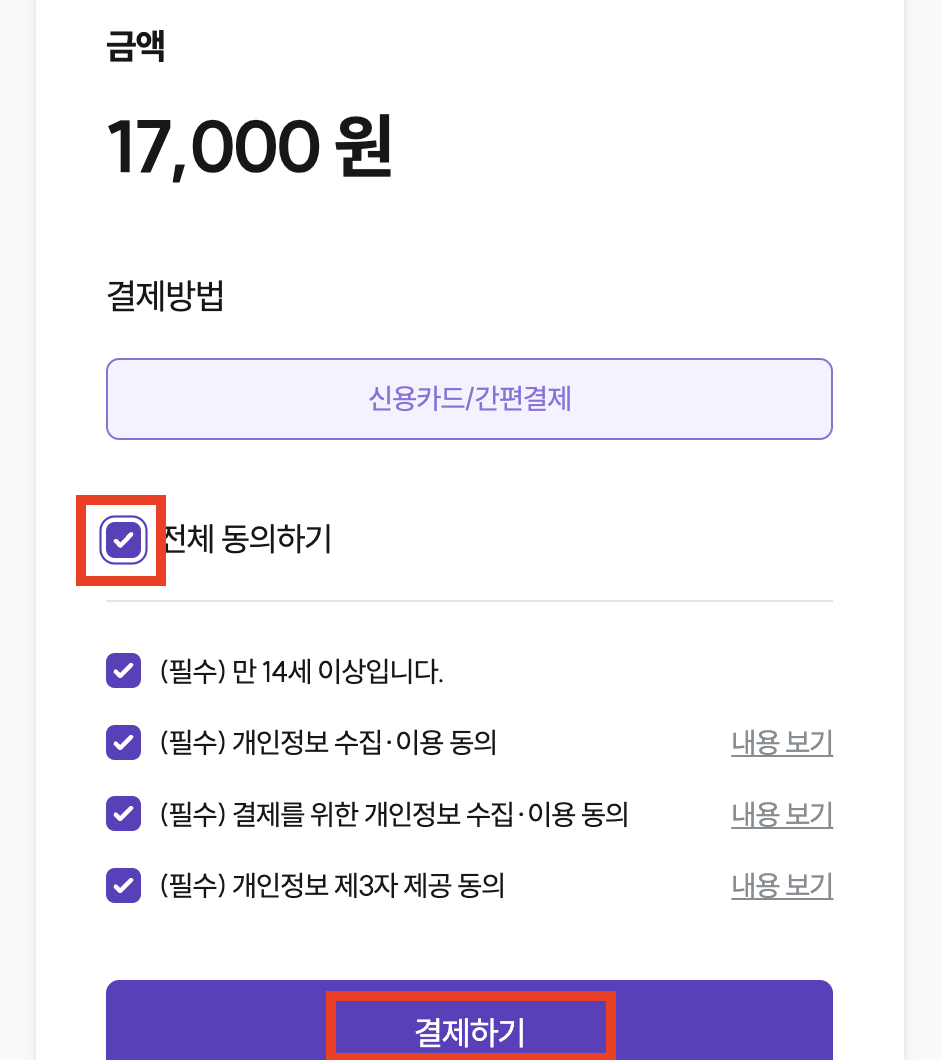 금액
17,000 원
결제방법
신용카드/간편결제
전체 동의하기
(필수) 만 14세 이상입니다.
(필수) 개인정보 수집·이용 동의 내용 보기
(필수) 결제를 위한 개인정보 수집·이용 동의 내용 보기
(필수) 개인정보 제3자 제공 동의 내용 보기
결제하기